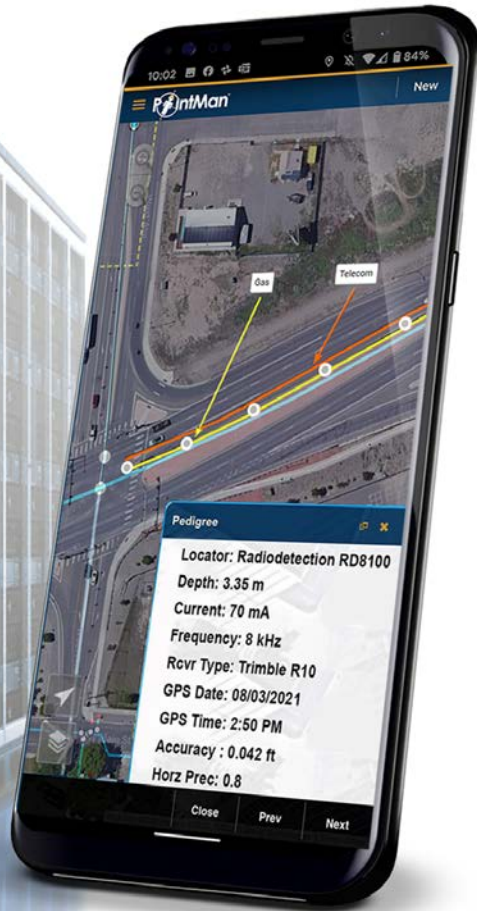 10:02
84%
PointMan
New
Gas
Telecom
Pedigree
Locator: Radiodetection RD8100
Depth: 3.35 m
Current: 70 mA
Frequency: 8 kHz
Rcvr Type: Trimble R10
GPS Date: 08/03/2021
GPS Time: 2:50 PM
Accuracy : 0.042 ft
Horz Prec: 0.8
Close
Prev
Next